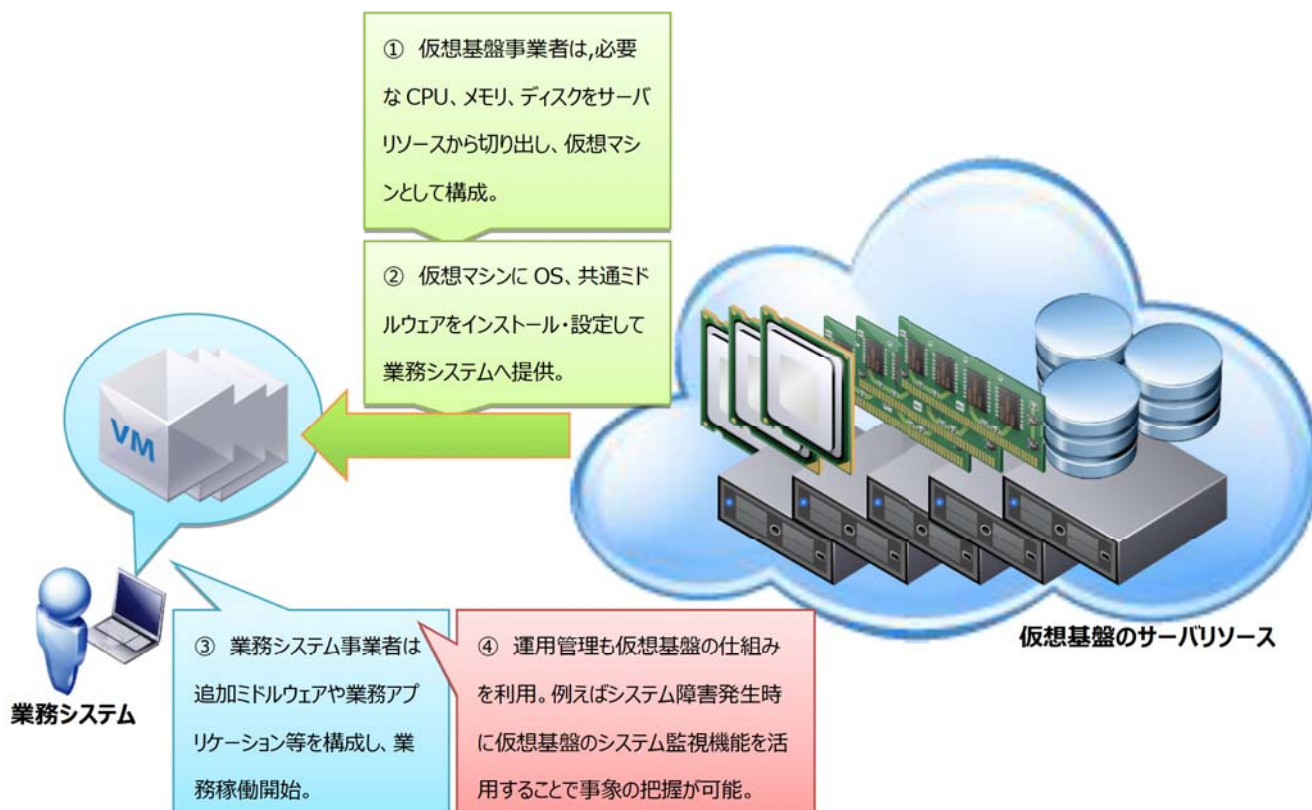 ① 仮想基盤事業者は,必要
な CPU、メモリ、ディスクをサーバ
リソースから切り出し、仮想マシ
ンとして構成。
② 仮想マシンに OS、共通ミド
ルウェアをインストール・設定して
業務システムへ提供。
VM
仮想基盤のサーバリソース
業務システム
③ 業務システム事業者は
追加ミドルウェアや業務アプ
リケーション等を構成し、業
務稼働開始。
④ 運用管理も仮想基盤の仕組み
を利用。例えばシステム障害発生時
に仮想基盤のシステム監視機能を活
用することで事象の把握が可能。